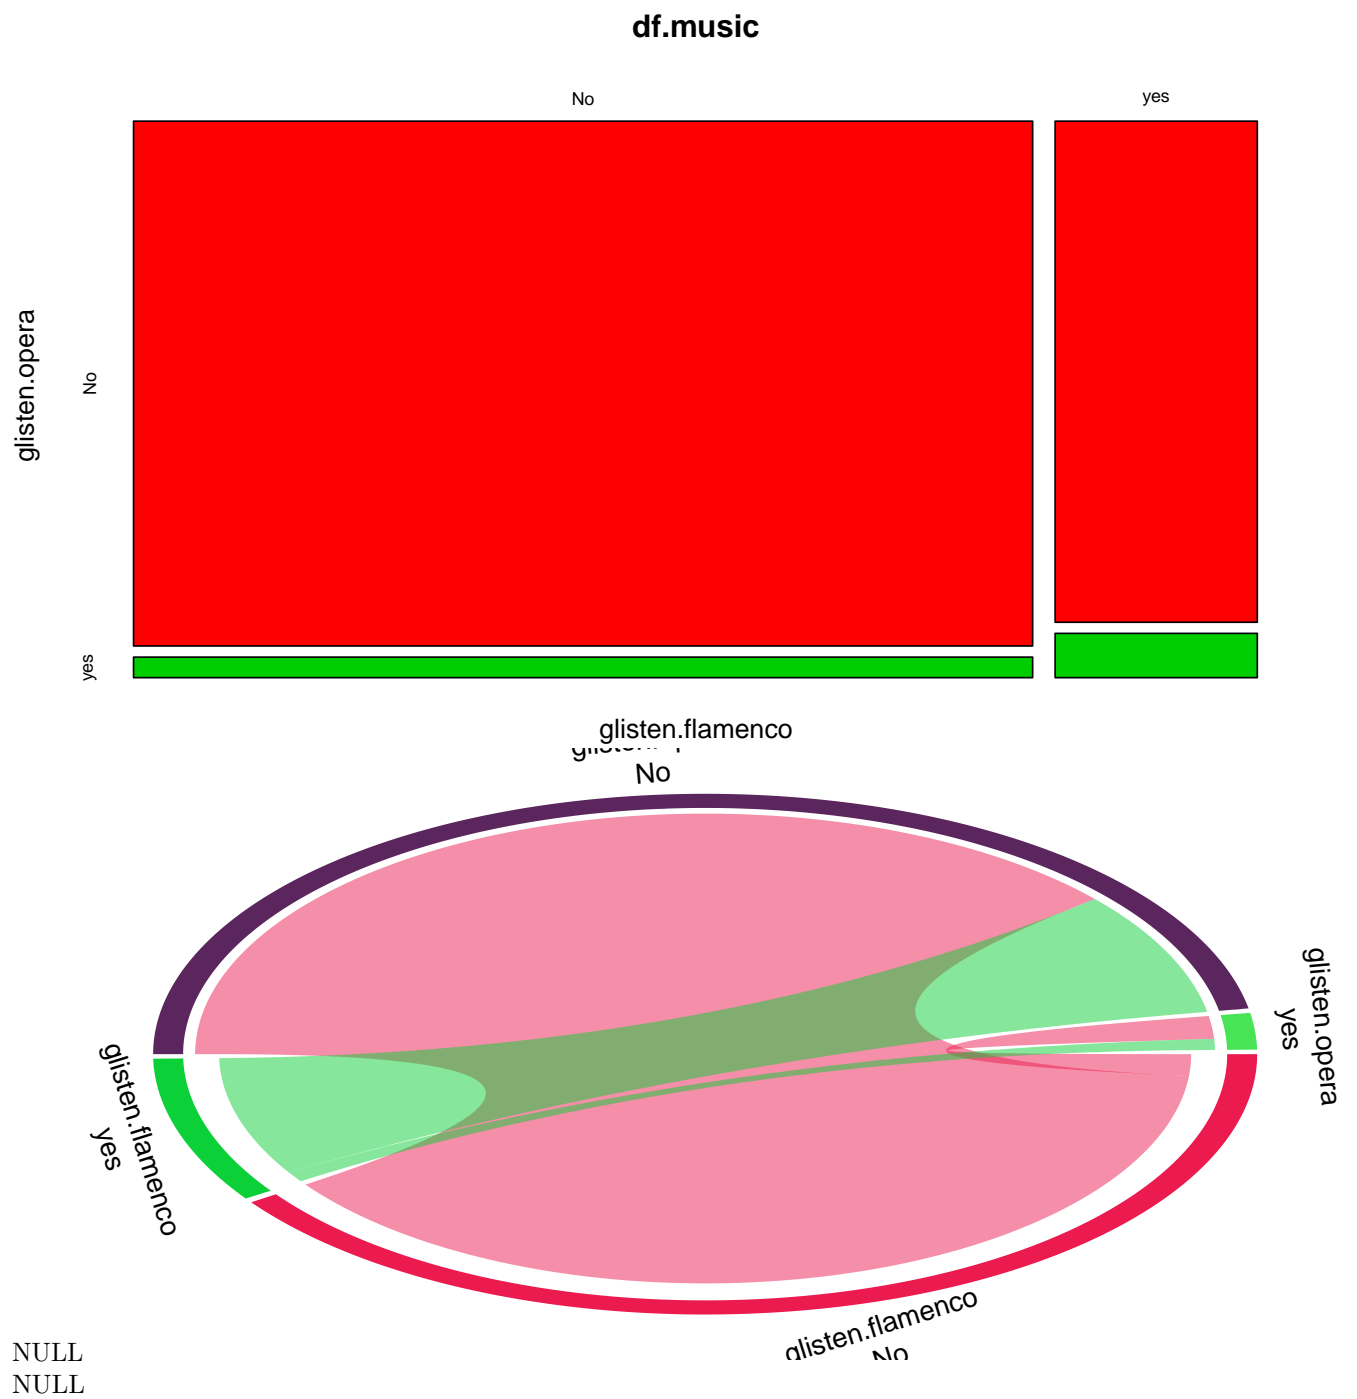 df.music
No yes
glisten.opera
No
yes
glisten.flamenco
No
glisten.opera
yes
glisten.flamenco
yes
glisten.flamenco
No
NULL
NULL